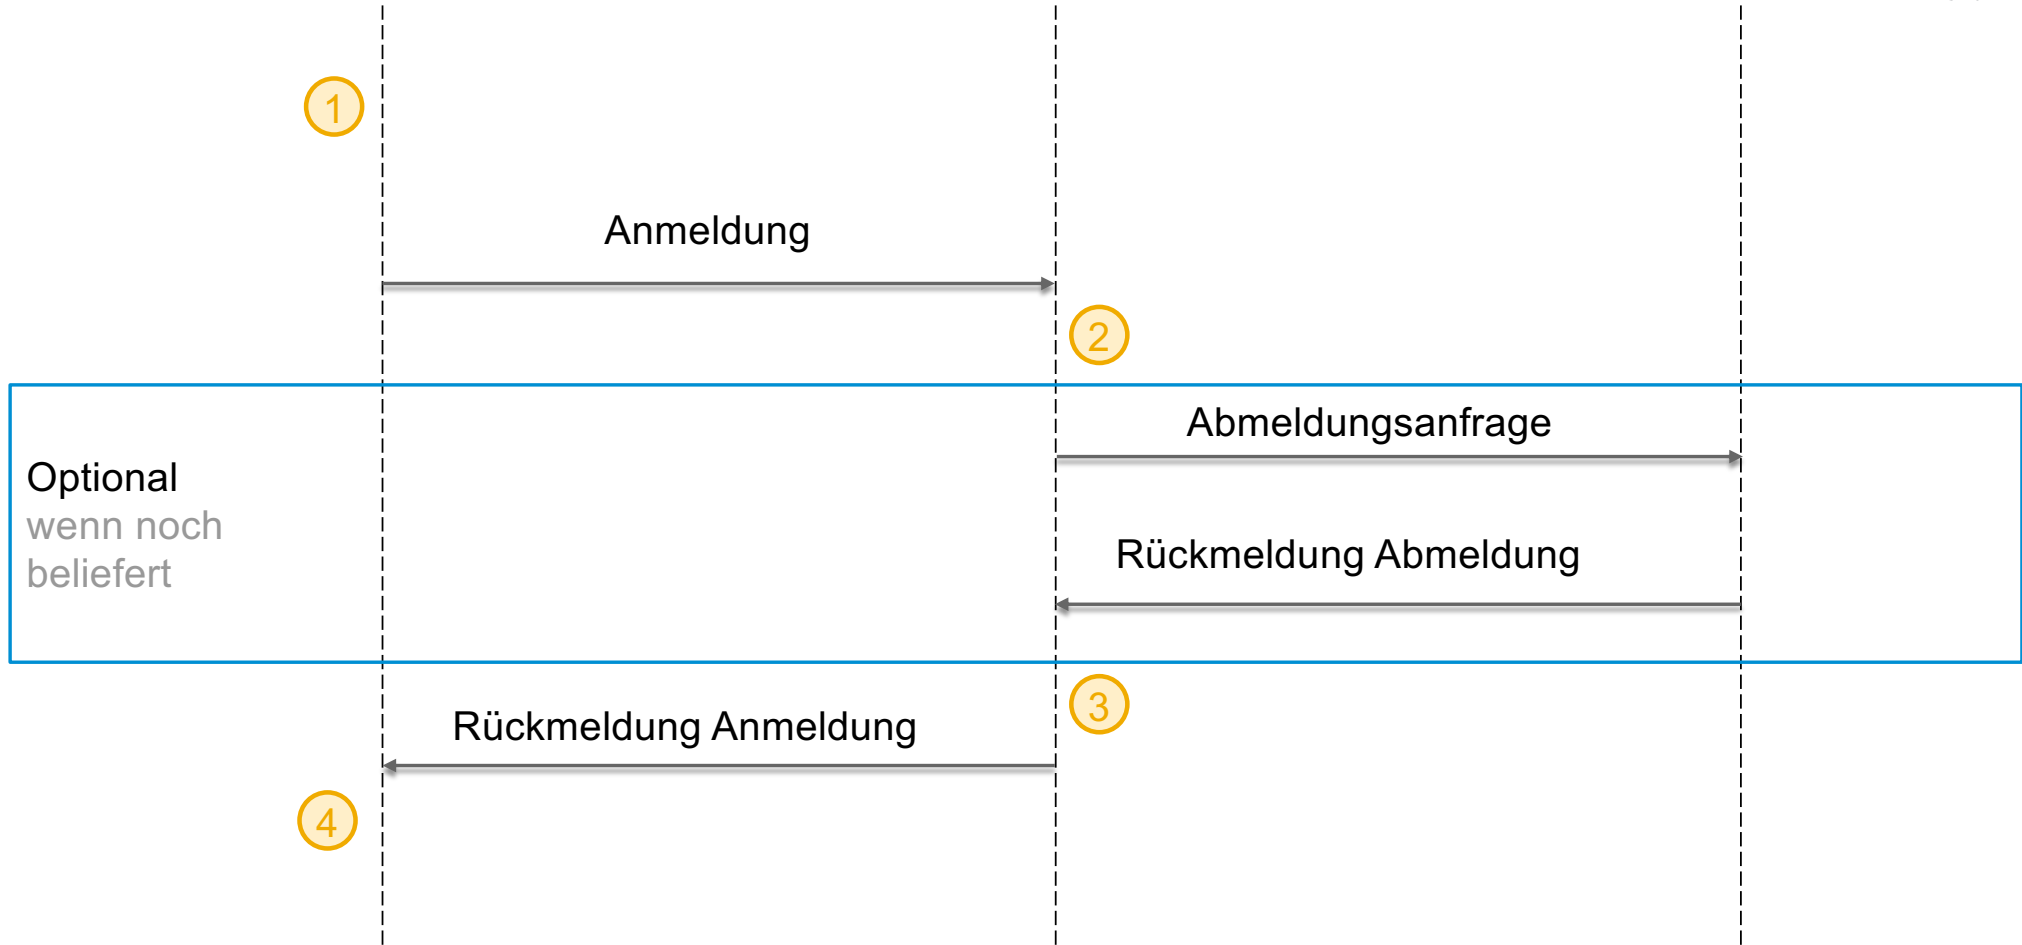 1
Anmeldung
2
Abmeldungsanfrage
Optional
wenn noch
beliefert
Rückmeldung Abmeldung
3
Rückmeldung Anmeldung
4